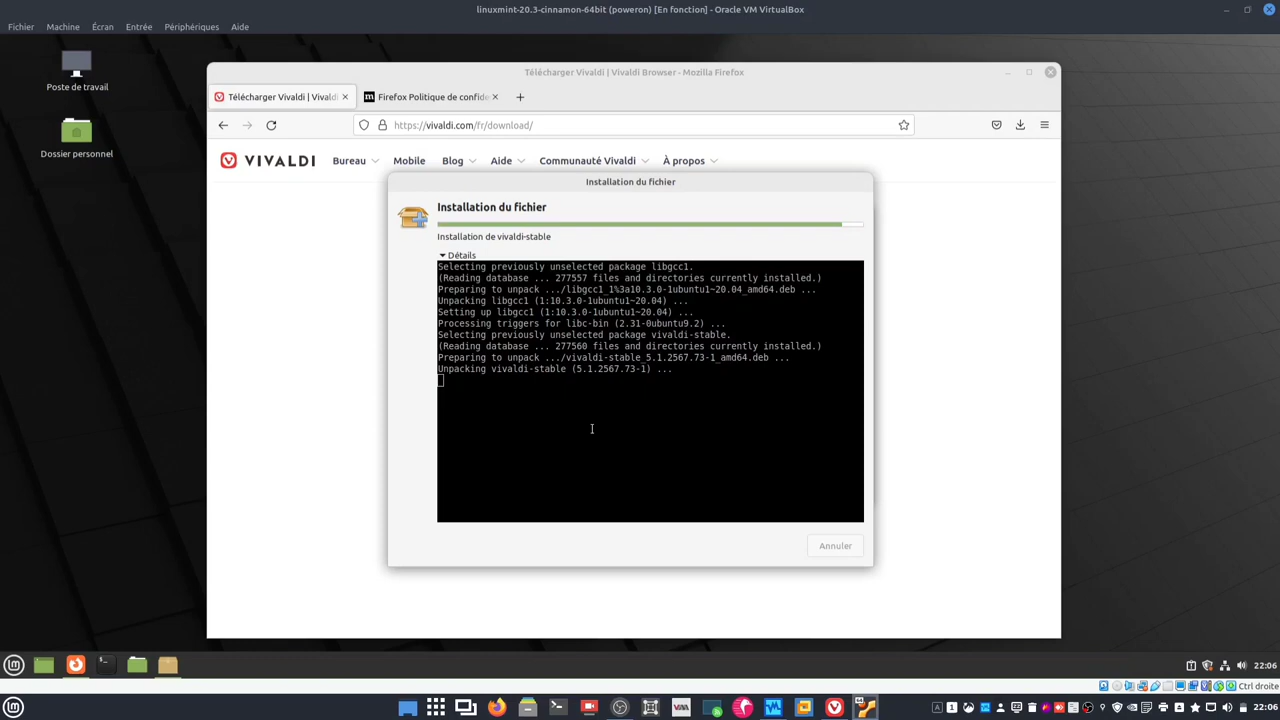 linuxmint-20.3-cinnamon-64bit (poweron) [En fonction] - Oracle VM VirtualBox
Fichier Machine Écran Entrée Périphériques Aide
Poste de travail
Dossier personnel
Télécharger Vivaldi | Vivaldi Browser - Mozilla Firefox
Télécharger Vivaldi | Vivaldi
Firefox Politique de confide
https://vivaldi.com/fr/download/
VIVALDI Bureau Mobile Blog Aide Communauté Vivaldi À propos
Installation du fichier
Installation du fichier
Installation de vivaldi-stable
Détails
Selecting previously unselected package libgcc1.
(Reading database ... 277557 files and directories currently installed.)
Preparing to unpack .../libgcc1_1%3a10.3.0-1ubuntu1~20.04_amd64.deb ...
Unpacking libgcc1 (1:10.3.0-1ubuntu1~20.04) ...
Setting up libgcc1 (1:10.3.0-1ubuntu1~20.04) ...
Processing triggers for libc-bin (2.31-0ubuntu9.2) ...
Selecting previously unselected package vivaldi-stable.
(Reading database ... 277560 files and directories currently installed.)
Preparing to unpack .../vivaldi-stable_5.1.2567.73-1_amd64.deb ...
Unpacking vivaldi-stable (5.1.2567.73-1) ...
Annuler
22:06
Ctrl droite
22:06